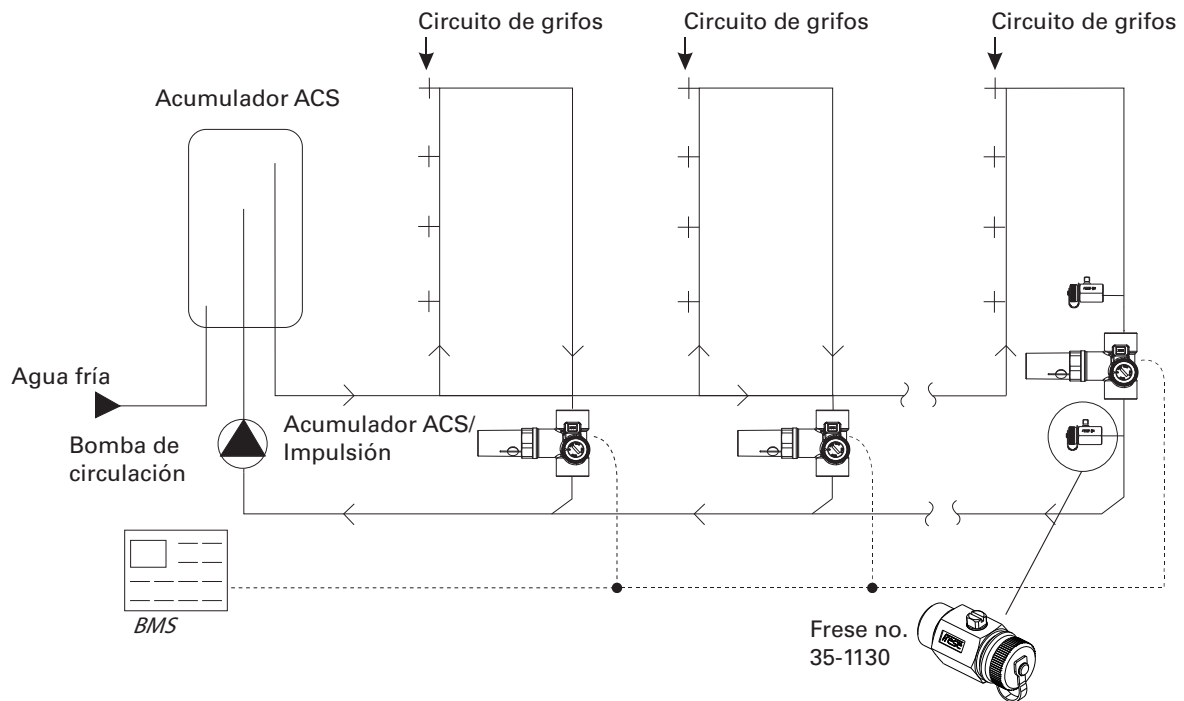 Circuito de grifos
Circuito de grifos
Circuito de grifos
Acumulador ACS
Agua fría
Bomba de
circulación
Acumulador ACS/
Impulsión
BMS
Frese no.
35-1130